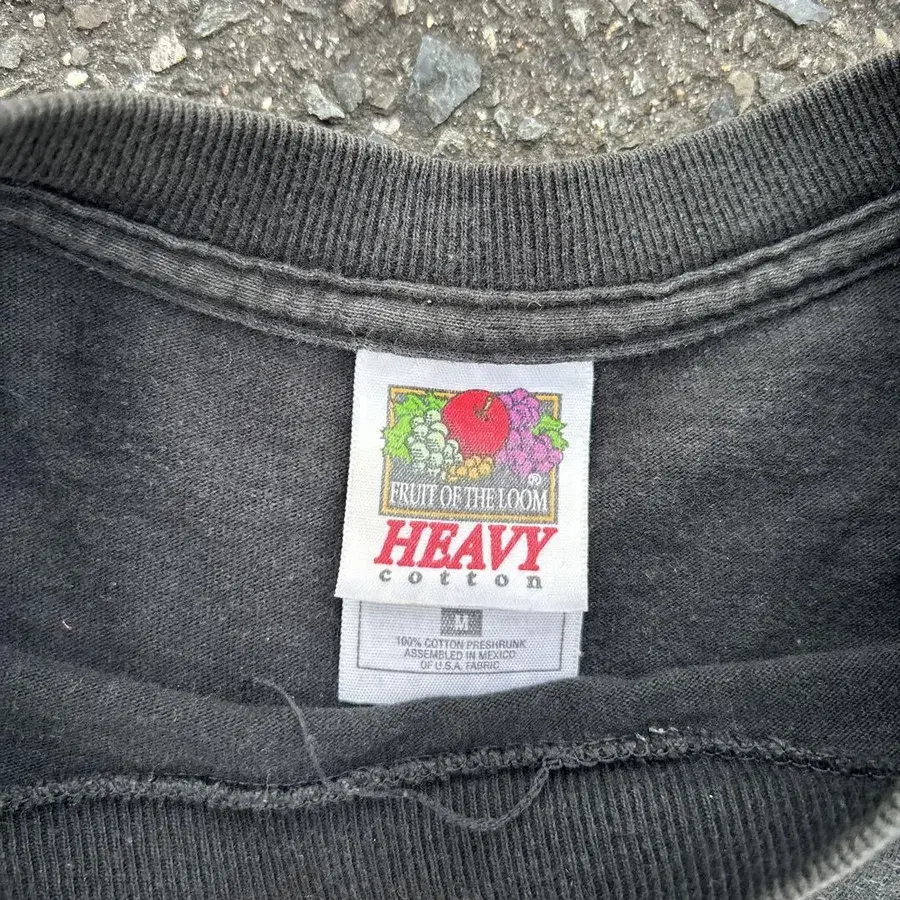 ®
FRUIT OF THE LOOM
HEAVY
cotton
M
100% COTTON PRESHRUNK
ASSEMBLED IN MEXICO
OF U.S.A. FABRIC